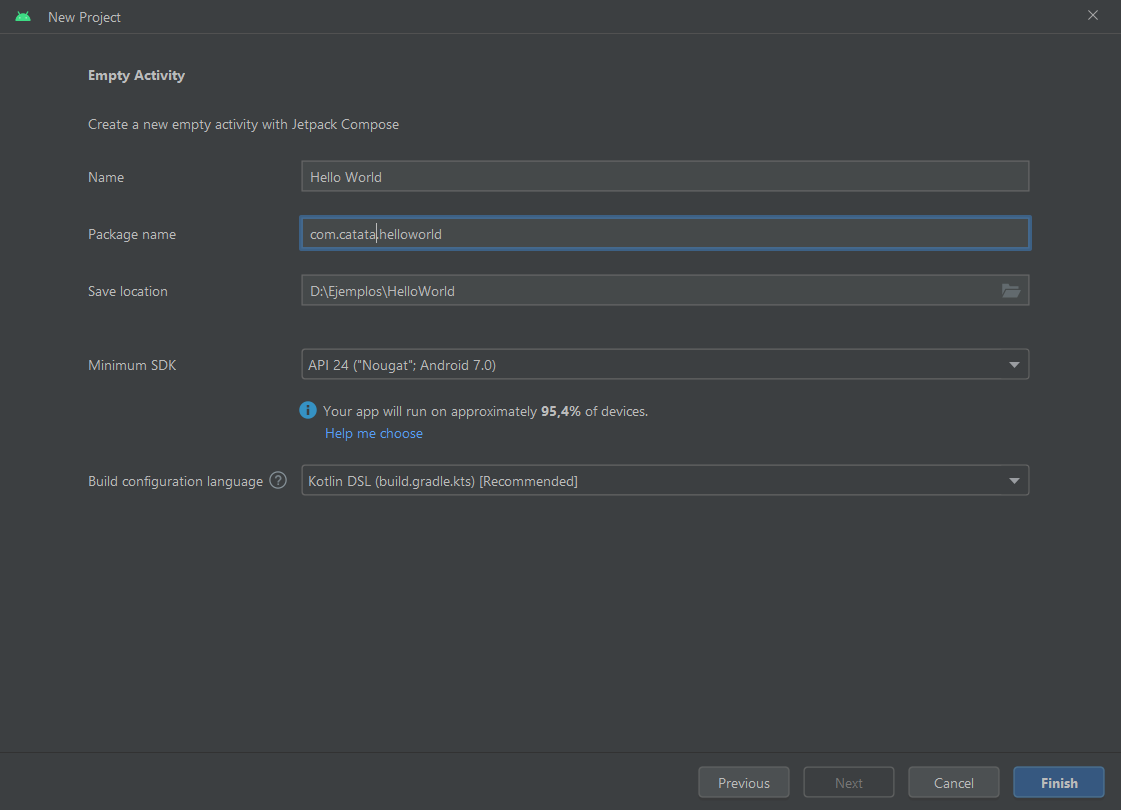 New Project
Empty Activity
Create a new empty activity with Jetpack Compose
Name
Hello World
Package name
com.catata.helloworld
Save location
D:\Ejemplos\HelloWorld
Minimum SDK
API 24 ("Nougat"; Android 7.0)
Your app will run on approximately 95,4% of devices.
Help me choose
Build configuration language ?
Kotlin DSL (build.gradle.kts) [Recommended]
Previous
Next
Cancel
Finish